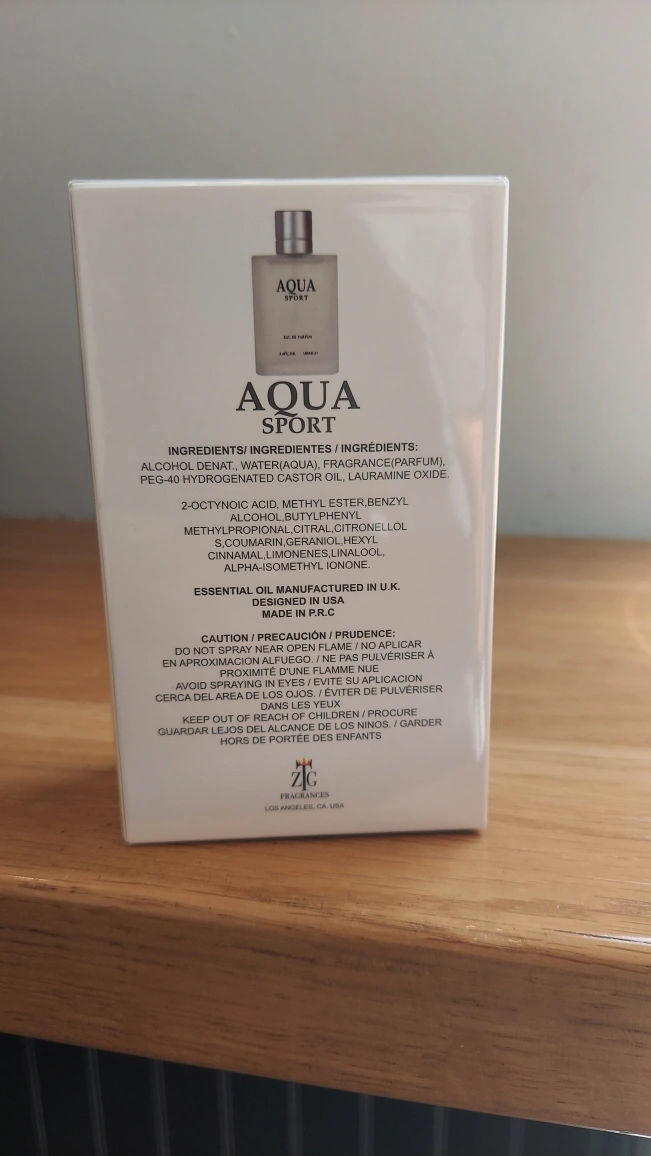 AQUA
SPORT
EAU DE PARFUM
AQUA
SPORT
INGREDIENTS/ INGREDIENTES / INGRÉDIENTS:
ALCOHOL DENAT., WATER(AQUA), FRAGRANCE(PARFUM),
PEG-40 HYDROGENATED CASTOR OIL, LAURAMINE OXIDE.
2-OCTYNOIC ACID, METHYL ESTER,BENZYL
ALCOHOL,BUTYLPHENYL
METHYLPROPIONAL,CITRAL,CITRONELLOL
S,COUMARIN,GERANIOL,HEXYL
CINNAMAL,LIMONENES,LINALOOL,
ALPHA-ISOMETHYL IONONE.
ESSENTIAL OIL MANUFACTURED IN U.K.
DESIGNED IN USA
MADE IN P.R.C
CAUTION / PRECAUCIÓN / PRUDENCE:
DO NOT SPRAY NEAR OPEN FLAME / NO APLICAR
EN APROXIMACION ALFUEGO. / NE PAS PULVÉRISER À
PROXIMITÉ D'UNE FLAMME NUE
AVOID SPRAYING IN EYES / EVITE SU APLICACION
CERCA DEL AREA DE LOS OJOS. / ÉVITER DE PULVÉRISER
DANS LES YEUX
KEEP OUT OF REACH OF CHILDREN / PROCURE
GUARDAR LEJOS DEL ALCANCE DE LOS NINOS. / GARDER
HORS DE PORTÉE DES ENFANTS
ZTG
FRAGRANCES
LOS ANGELES, CA. USA